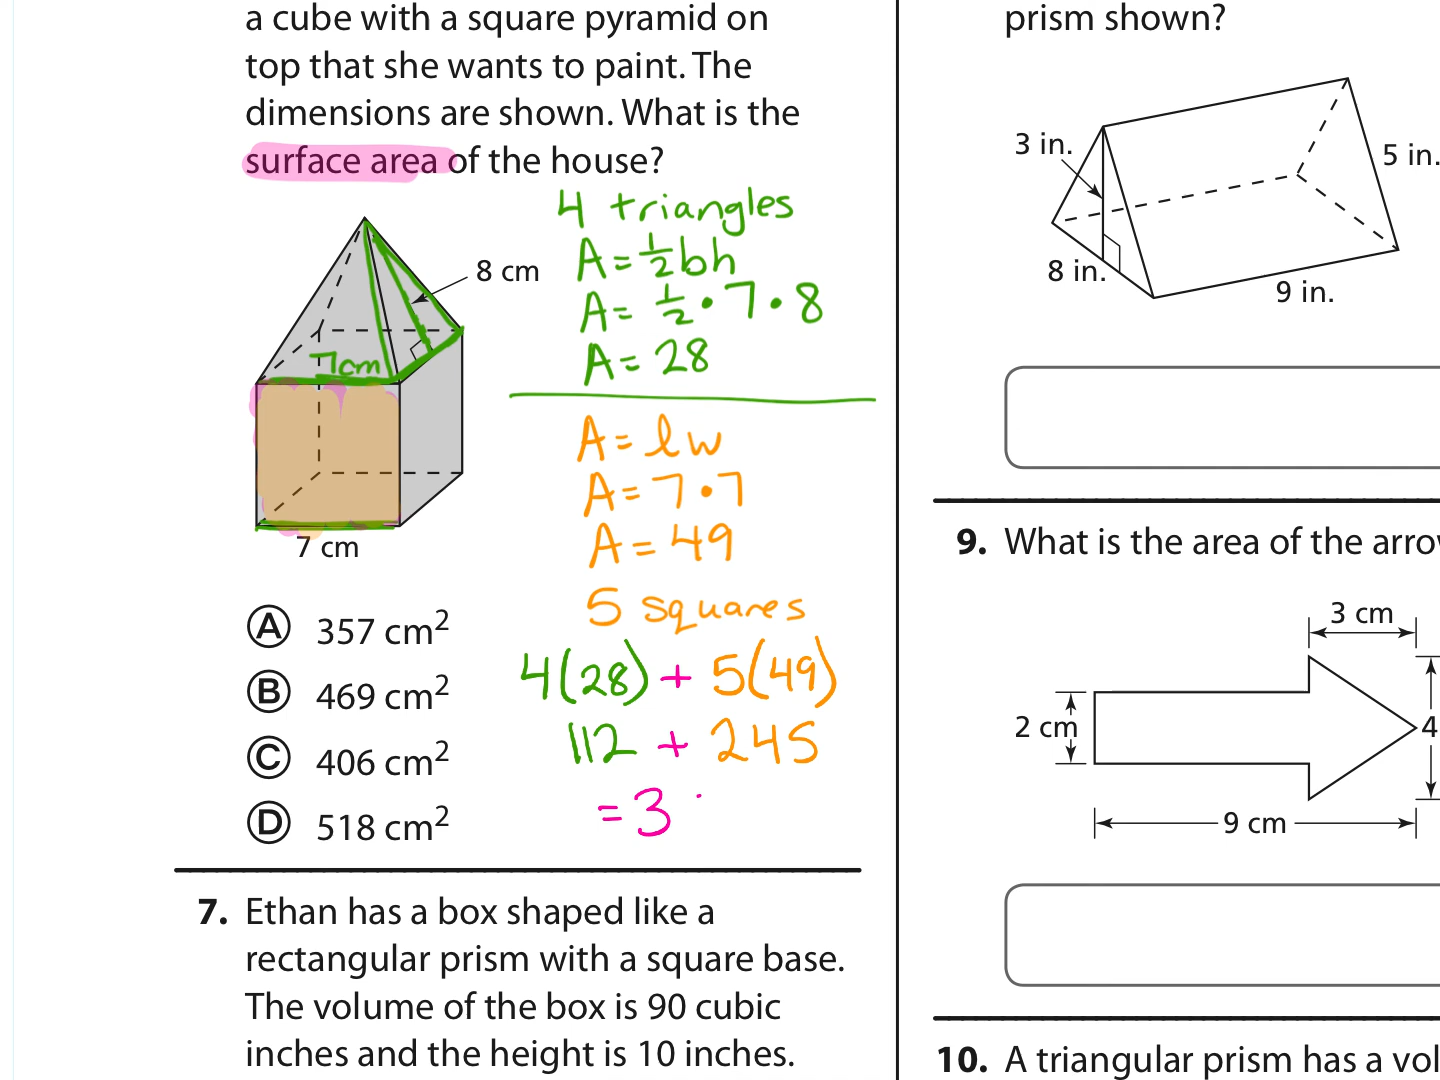 a cube with a square pyramid on
top that she wants to paint. The
dimensions are shown. What is the
surface area of the house?
8 cm
7cm
7 cm
4 triangles
A = ½bh
A = ½ • 7 • 8
A = 28
A = lw
A = 7 • 7
A = 49
5 squares
4(28) + 5(49)
112 + 245
= 3
A 357 cm²
B 469 cm²
C 406 cm²
D 518 cm²
7. Ethan has a box shaped like a
rectangular prism with a square base.
The volume of the box is 90 cubic
inches and the height is 10 inches.
prism shown?
3 in.
5 in.
8 in.
9 in.
9. What is the area of the
3 cm
2 cm
4
9 cm
10. A triangular prism has a